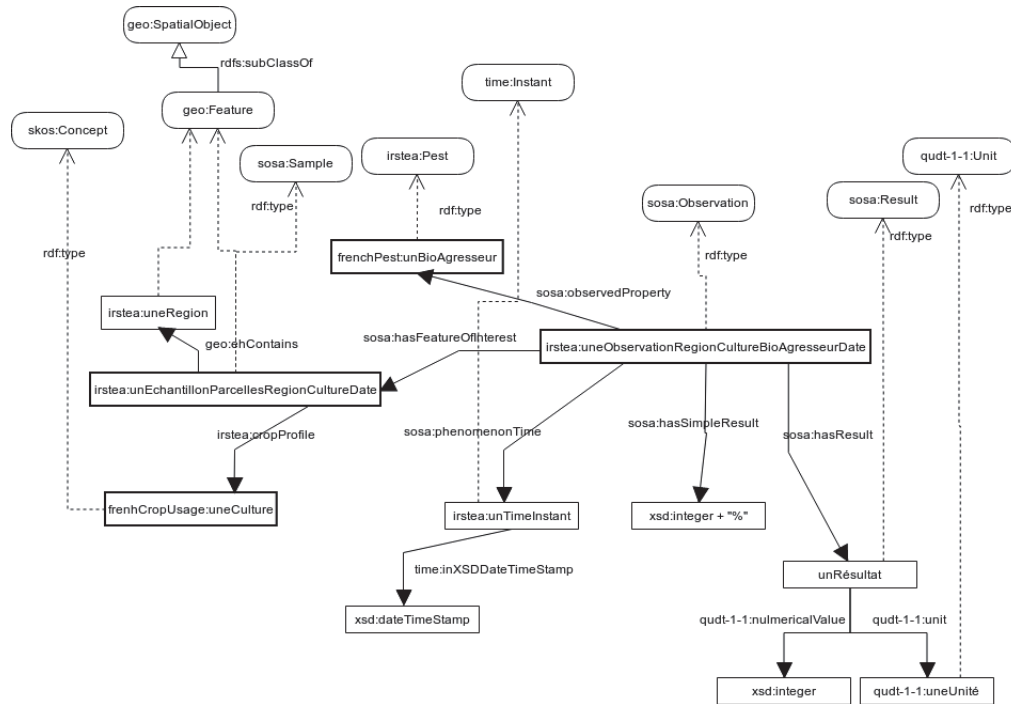 geo:SpatialObject
rdfs:subClassOf
time:Instant
geo:Feature
skos:Concept
sosa:Sample
irstea:Pest
qudt-1-1:Unit
sosa:Observation
sosa:Result
rdf:type
rdf:type
rdf:type
rdf:type
rdf:type
rdf:type
frenchPest:unBioAgresseur
sosa:observedProperty
irstea:uneRegion
geo:ehContains
sosa:hasFeatureOfInterest
irstea:uneObservationRegionCultureBioAgresseurDate
irstea:unEchantillonParcellesRegionCultureDate
irstea:cropProfile
sosa:phenomenonTime
sosa:hasSimpleResult
sosa:hasResult
frenhCropUsage:uneCulture
irstea:unTimeInstant
xsd:integer + "%"
time:inXSDDateTimeStamp
unRésultat
xsd:dateTimeStamp
qudt-1-1:nulmericalValue
qudt-1-1:unit
xsd:integer
qudt-1-1:uneUnité